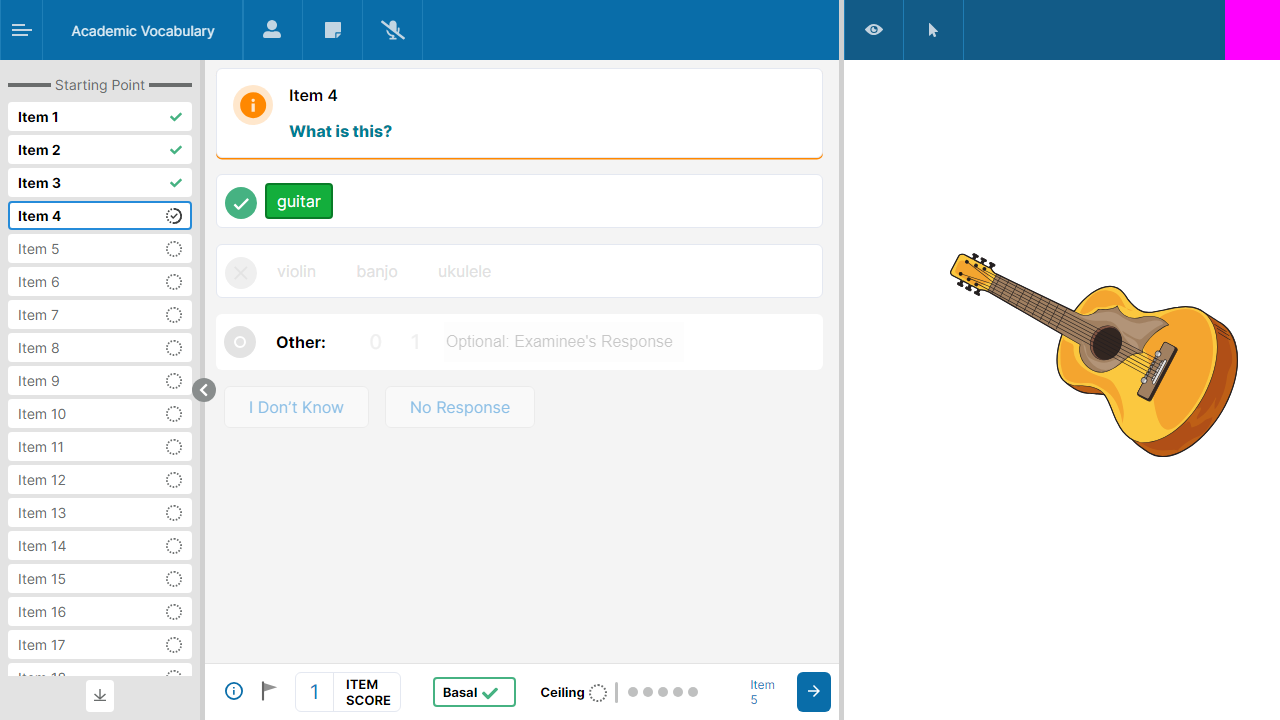 Academic Vocabulary
Starting Point
Item 1
Item 2
Item 3
Item 4
Item 5
Item 6
Item 7
Item 8
Item 9
Item 10
Item 11
Item 12
Item 13
Item 14
Item 15
Item 16
Item 17
Item 18
Item 4
What is this?
guitar
violin banjo ukulele
Other: 0 1 Optional: Examinee's Response
I Don't Know No Response
1 ITEM SCORE
Basal
Ceiling
Item 5